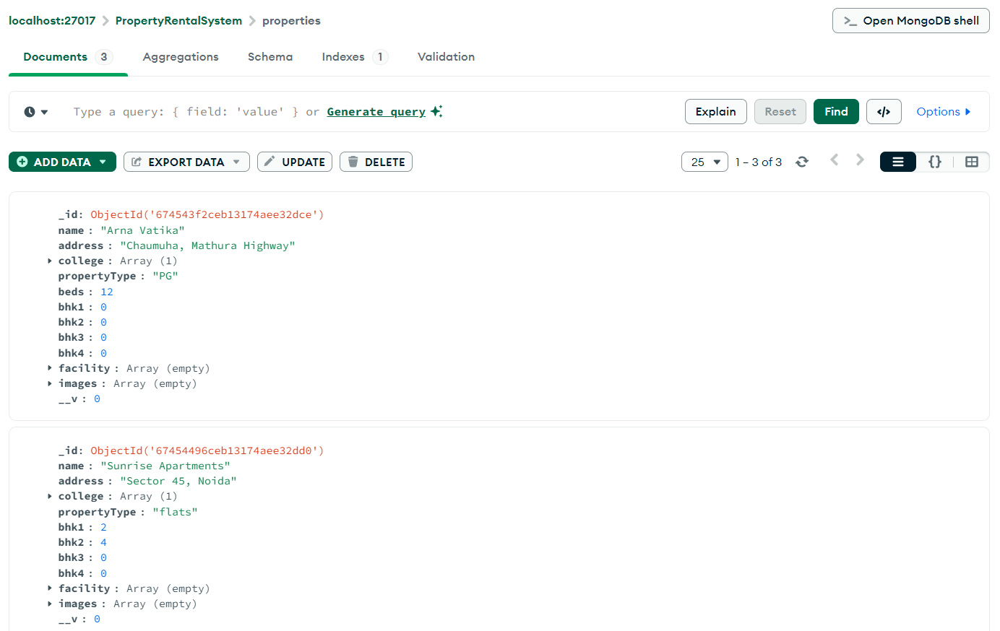 localhost:27017 > PropertyRentalSystem > properties
>_ Open MongoDB shell
Documents 3 Aggregations Schema Indexes 1 Validation
Type a query: { field: 'value' } or Generate query
Explain Reset Find </> Options
ADD DATA EXPORT DATA UPDATE DELETE
25 1 – 3 of 3 {}
_id: ObjectId('674543f2ceb13174aee32dce')
name : "Arna Vatika"
address : "Chaumuha, Mathura Highway"
college : Array (1)
propertyType : "PG"
beds : 12
bhk1 : 0
bhk2 : 0
bhk3 : 0
bhk4 : 0
facility : Array (empty)
images : Array (empty)
__v : 0
_id: ObjectId('67454496ceb13174aee32dd0')
name : "Sunrise Apartments"
address : "Sector 45, Noida"
college : Array (1)
propertyType : "flats"
bhk1 : 2
bhk2 : 4
bhk3 : 0
bhk4 : 0
facility : Array (empty)
images : Array (empty)
__v : 0